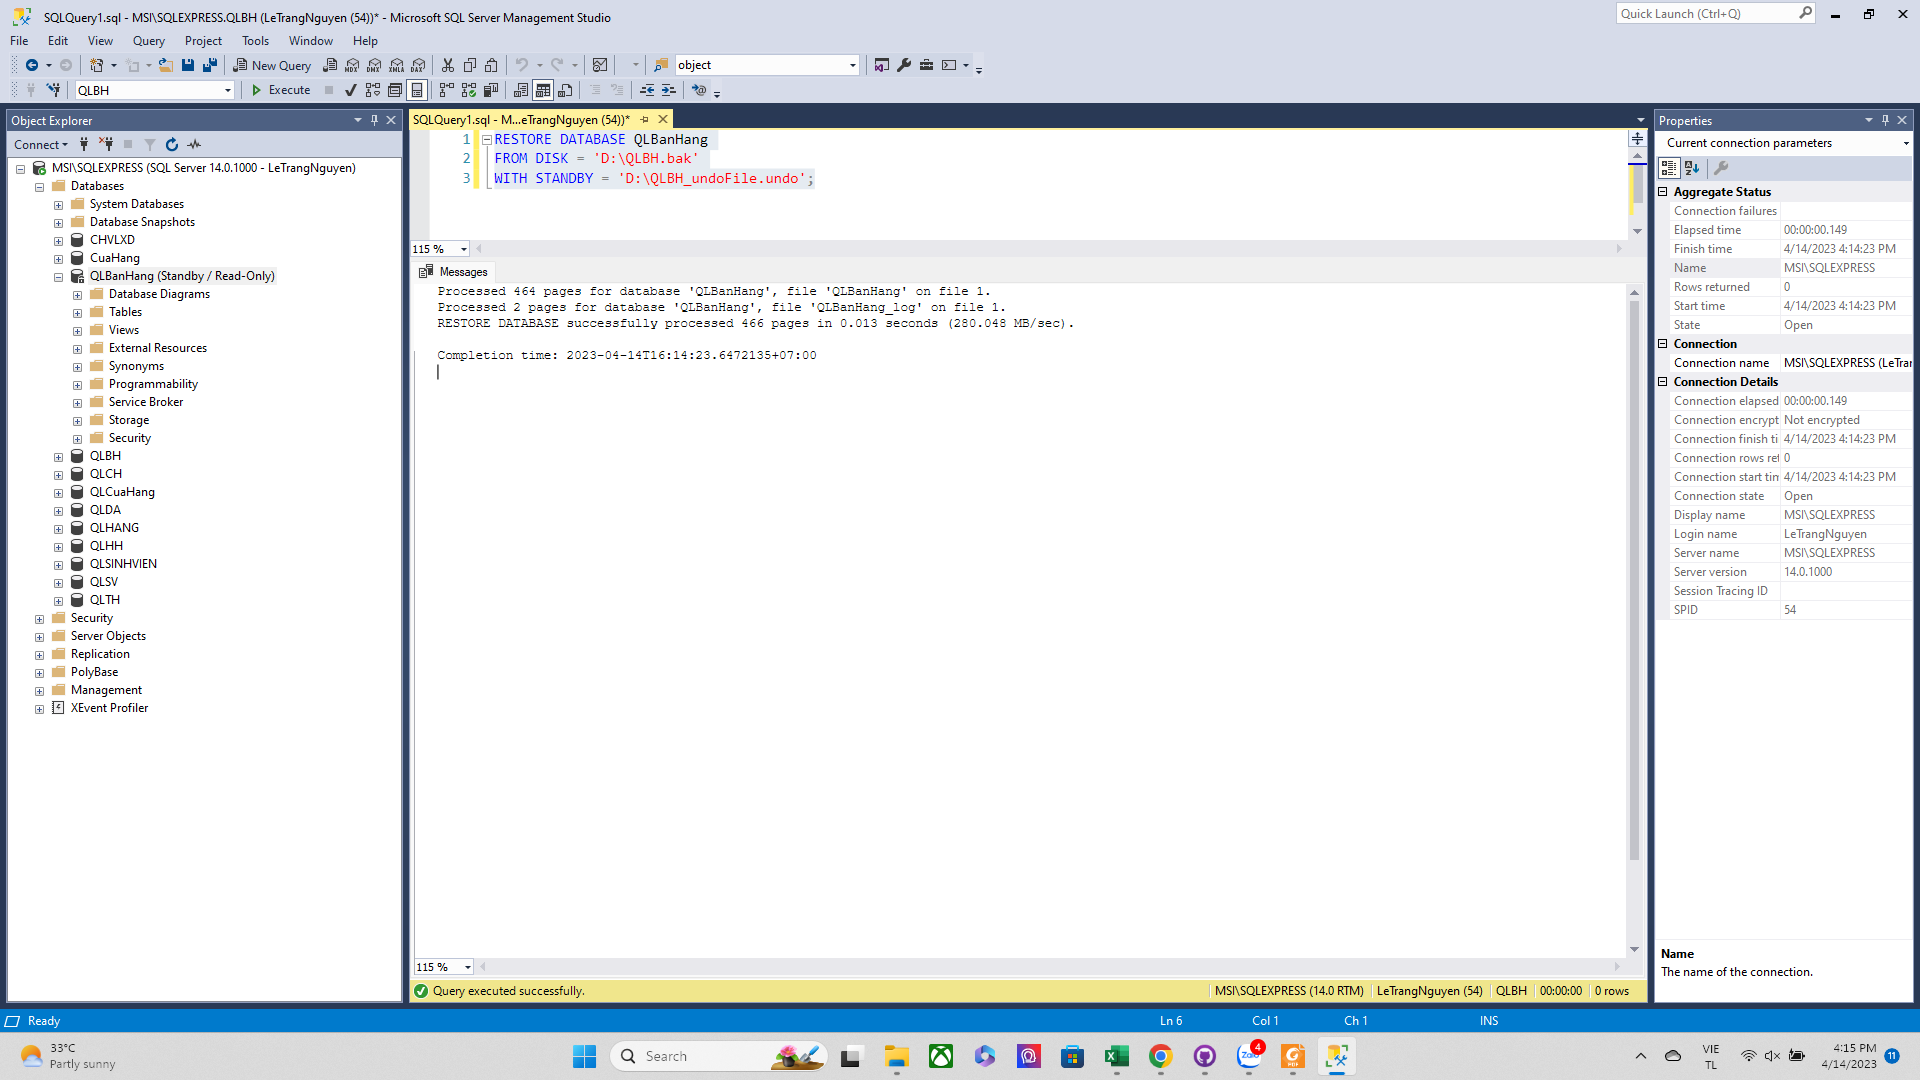 SQLQuery1.sql - MSI\SQLEXPRESS.QLBH (LeTrangNguyen (54))* - Microsoft SQL Server Management Studio
Quick Launch (Ctrl+Q)
File Edit View Query Project Tools Window Help
New Query
MDX DMX XMLA DAX
object
QLBH
Execute
Object Explorer
Connect
MSI\SQLEXPRESS (SQL Server 14.0.1000 - LeTrangNguyen)
Databases
System Databases
Database Snapshots
CHVLXD
CuaHang
QLBanHang (Standby / Read-Only)
Database Diagrams
Tables
Views
External Resources
Synonyms
Programmability
Service Broker
Storage
Security
QLBH
QLCH
QLCuaHang
QLDA
QLHANG
QLHH
QLSINHVIEN
QLSV
QLTH
Security
Server Objects
Replication
PolyBase
Management
XEvent Profiler
SQLQuery1.sql - M...eTrangNguyen (54))*
1 RESTORE DATABASE QLBanHang
2 FROM DISK = 'D:\QLBH.bak'
3 WITH STANDBY = 'D:\QLBH_undoFile.undo';
115 %
Messages
Processed 464 pages for database 'QLBanHang', file 'QLBanHang' on file 1.
Processed 2 pages for database 'QLBanHang', file 'QLBanHang_log' on file 1.
RESTORE DATABASE successfully processed 466 pages in 0.013 seconds (280.048 MB/sec).
Completion time: 2023-04-14T16:14:23.6472135+07:00
115 %
Query executed successfully.
MSI\SQLEXPRESS (14.0 RTM) LeTrangNguyen (54) QLBH 00:00:00 0 rows
Properties
Current connection parameters
Aggregate Status
Connection failures
Elapsed time 00:00:00.149
Finish time 4/14/2023 4:14:23 PM
Name MSI\SQLEXPRESS
Rows returned 0
Start time 4/14/2023 4:14:23 PM
State Open
Connection
Connection name MSI\SQLEXPRESS (LeTrar
Connection Details
Connection elapsed 00:00:00.149
Connection encrypt Not encrypted
Connection finish ti 4/14/2023 4:14:23 PM
Connection rows ret 0
Connection start tin 4/14/2023 4:14:23 PM
Connection state Open
Display name MSI\SQLEXPRESS
Login name LeTrangNguyen
Server name MSI\SQLEXPRESS
Server version 14.0.1000
Session Tracing ID
SPID 54
Name
The name of the connection.
Ready
Ln 6 Col 1 Ch 1 INS
33°C
Partly sunny
Search
Zalo
4
PDF
VIE
TL
4:15 PM
4/14/2023
11